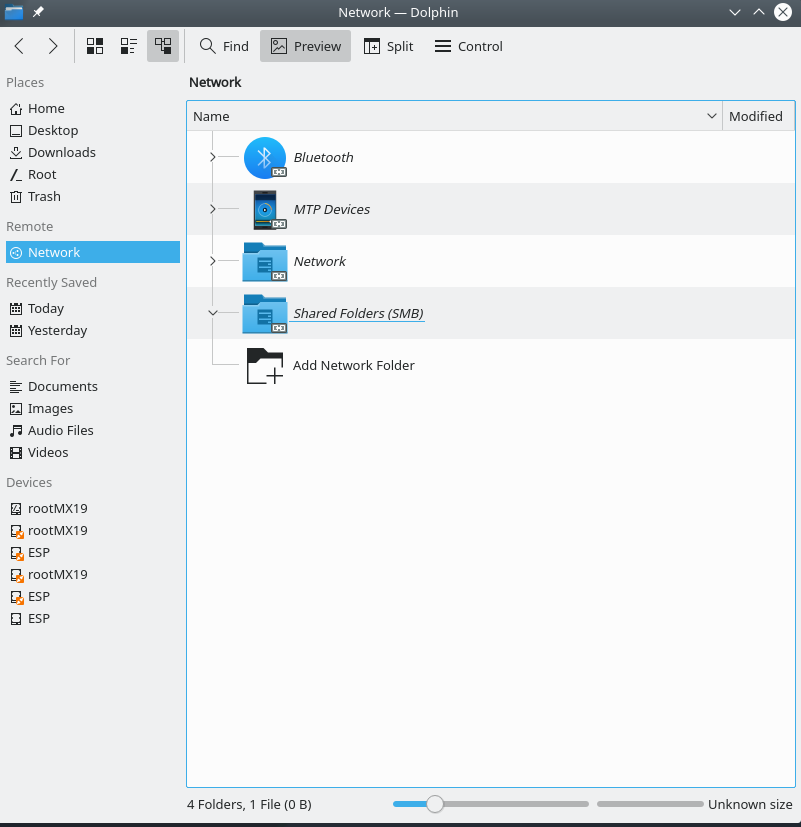 Network — Dolphin
Find
Preview
Split
Control
Places
Home
Desktop
Downloads
Root
Trash
Remote
Network
Recently Saved
Today
Yesterday
Search For
Documents
Images
Audio Files
Videos
Devices
rootMX19
rootMX19
ESP
rootMX19
ESP
ESP
Network
Name
Modified
Bluetooth
MTP Devices
Network
Shared Folders (SMB)
Add Network Folder
4 Folders, 1 File (0 B)
Unknown size